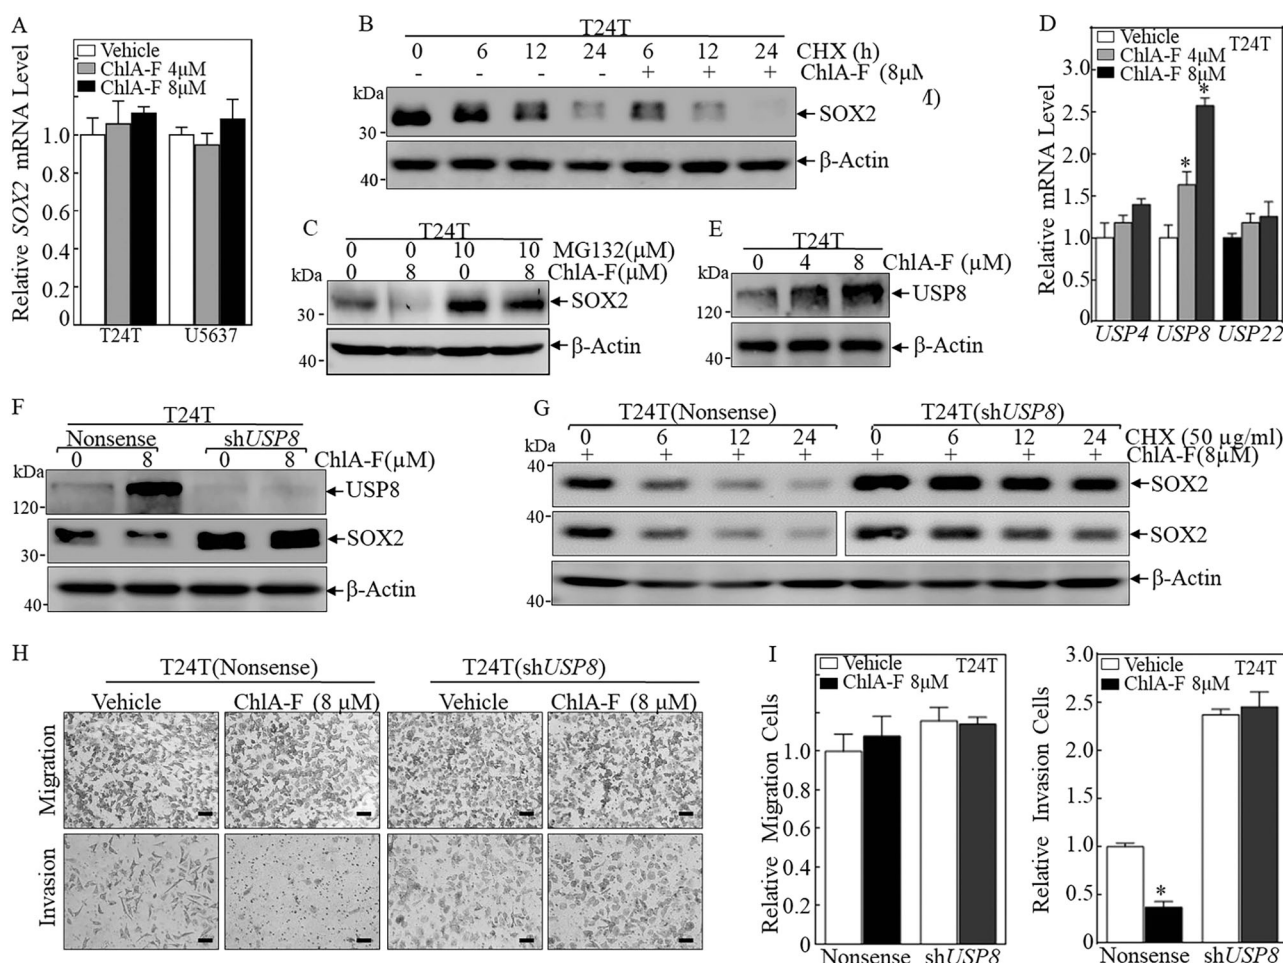 A
Relative SOX2 mRNA Level
Vehicle
ChlA-F 4μM
ChlA-F 8μM
1.0
0.8
0.6
0.4
0.2
0
T24T U5637
B
T24T
0 6 12 24 6 12 24 CHX (h)
- - - - + + + ChlA-F (8μM
)
kDa
30
SOX2
40
β-Actin
C
T24T
0 0 10 10 MG132(μM)
0 8 0 8 ChlA-F(μM)
kDa
30
SOX2
40
β-Actin
D
Relative mRNA Level
Vehicle T24T
ChlA-F 4μM
ChlA-F 8μM
3.0
2.5
2.0
1.5
1.0
0.5
0
* *
USP4 USP8 USP22
E
T24T
0 4 8 ChlA-F (μM)
kDa
120
USP8
40
β-Actin
F
T24T
Nonsense shUSP8
0 8 0 8 ChlA-F(μM)
kDa
120
USP8
30
SOX2
40
β-Actin
G
T24T(Nonsense) T24T(shUSP8)
0 6 12 24 0 6 12 24 CHX (50 μg/ml)
+ + + + + + + + ChlA-F(8μM)
kDa
40
SOX2
40
SOX2
40
β-Actin
H
T24T(Nonsense) T24T(shUSP8)
Vehicle ChlA-F (8 μM) Vehicle ChlA-F (8 μM)
Migration
Invasion
I
Relative Migration Cells
Vehicle T24T
ChlA-F 8μM
1.0
0.8
0.6
0.4
0.2
0
Nonsense shUSP8
Relative Invasion Cells
Vehicle T24T
ChlA-F 8μM
3.0
2.5
2.0
1.0
0.5
0
*
Nonsense shUSP8